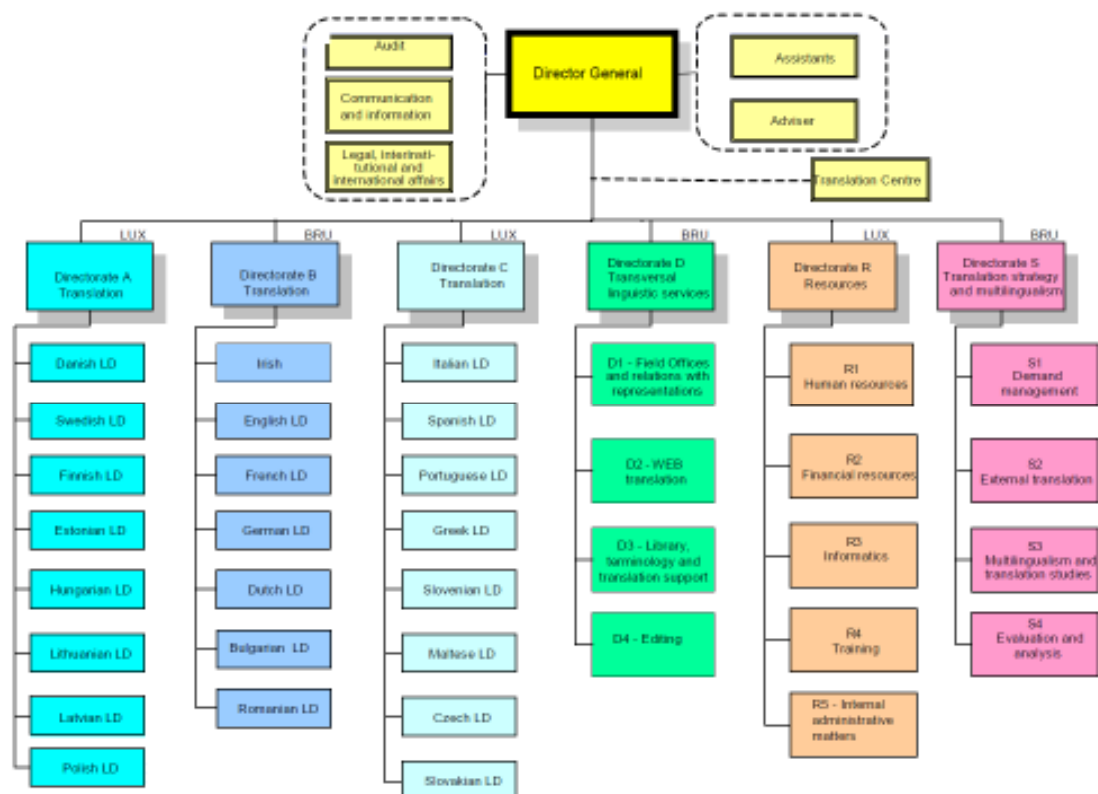 Audit
Communication
and information
Legal, interinsti-
tutional and
international affairs
Director General
Assistants
Adviser
Translation Centre
LUX
BRU
LUX
BRU
LUX
BRU
Directorate A
Translation
Directorate B
Translation
Directorate C
Translation
Directorate D
Transversal
linguistic services
Directorate R
Resources
Directorate S
Translation strategy
and multilingualism
Danish LD
Swedish LD
Finnish LD
Estonian LD
Hungarian LD
Lithuanian LD
Latvian LD
Polish LD
Irish
English LD
French LD
German LD
Dutch LD
Bulgarian LD
Romanian LD
Italian LD
Spanish LD
Portuguese LD
Greek LD
Slovenian LD
Maltese LD
Czech LD
Slovakian LD
D1 - Field Offices
and relations with
representations
D2 - WEB
translation
D3 - Library,
terminology and
translation support
D4 - Editing
R1
Human resources
R2
Financial resources
R3
Informatics
R4
Training
R5 - Internal
administrative
matters
S1
Demand
management
S2
External translation
S3
Multilingualism and
translation studies
S4
Evaluation and
analysis